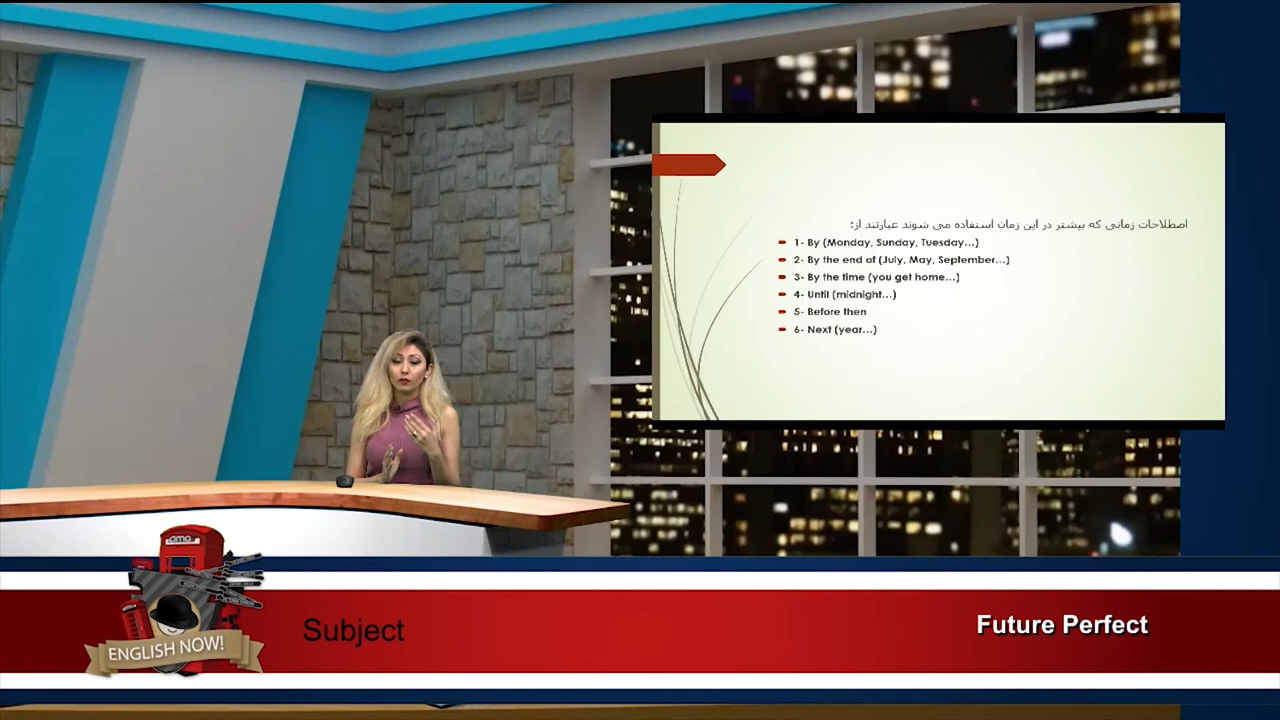 اصطلاحات زمانی که بیشتر در این زمان استفاده می شوند عبارتند از:
1- By (Monday, Sunday, Tuesday...)
2- By the end of (July, May, September...)
3- By the time (you get home...)
4- Until (midnight...)
5- Before then
6- Next (year...)
ENGLISH NOW!
Subject
Future Perfect